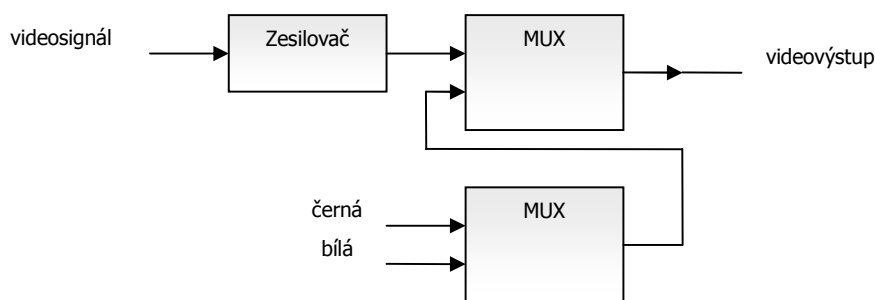 videosignál
Zesilovač
MUX
videovýstup
černá
bílá
MUX